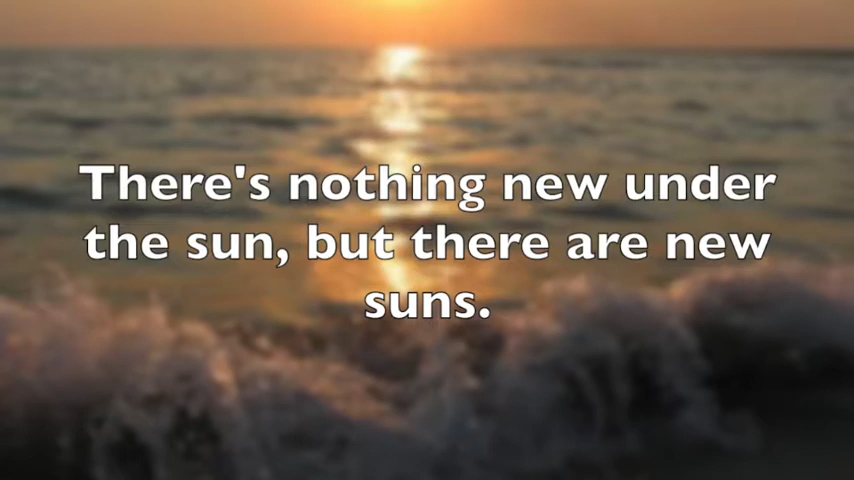 There's nothing new under
the sun, but there are new
suns.